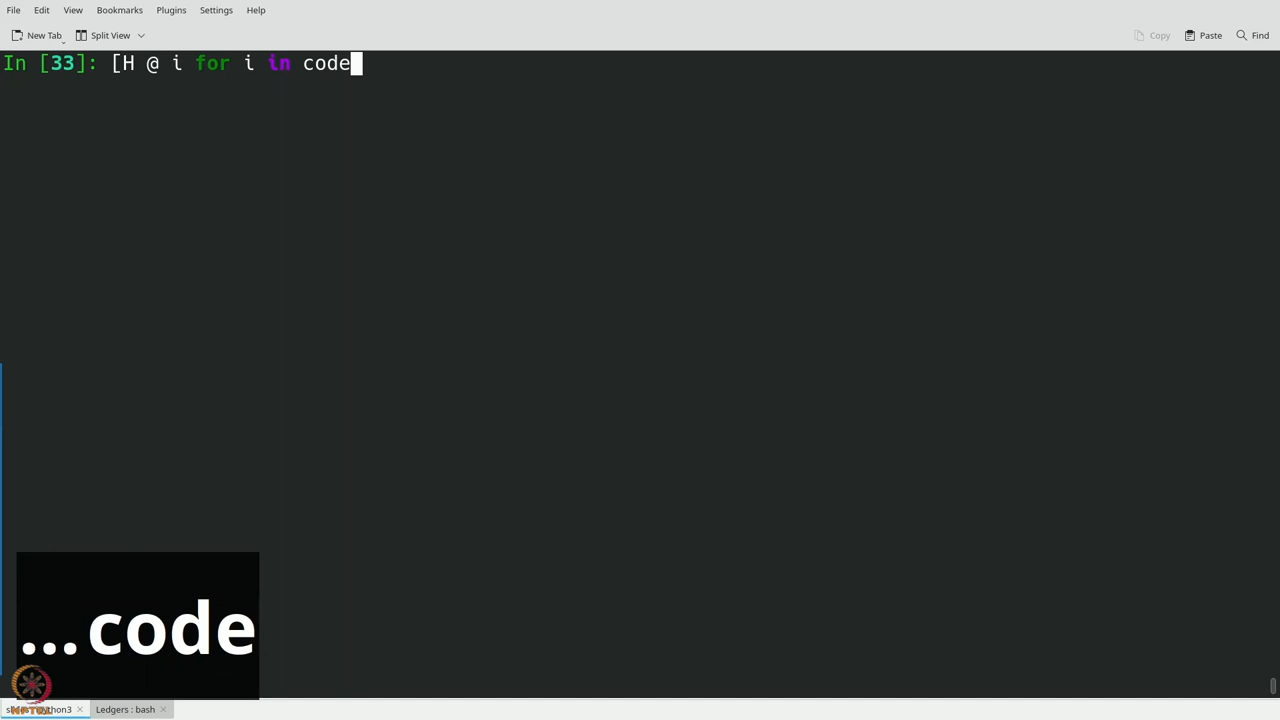 File Edit View Bookmarks Plugins Settings Help
New Tab Split View Copy Paste Find
In [33]: [H @ i for i in code
...code
NPTEL
Ledgers : bash